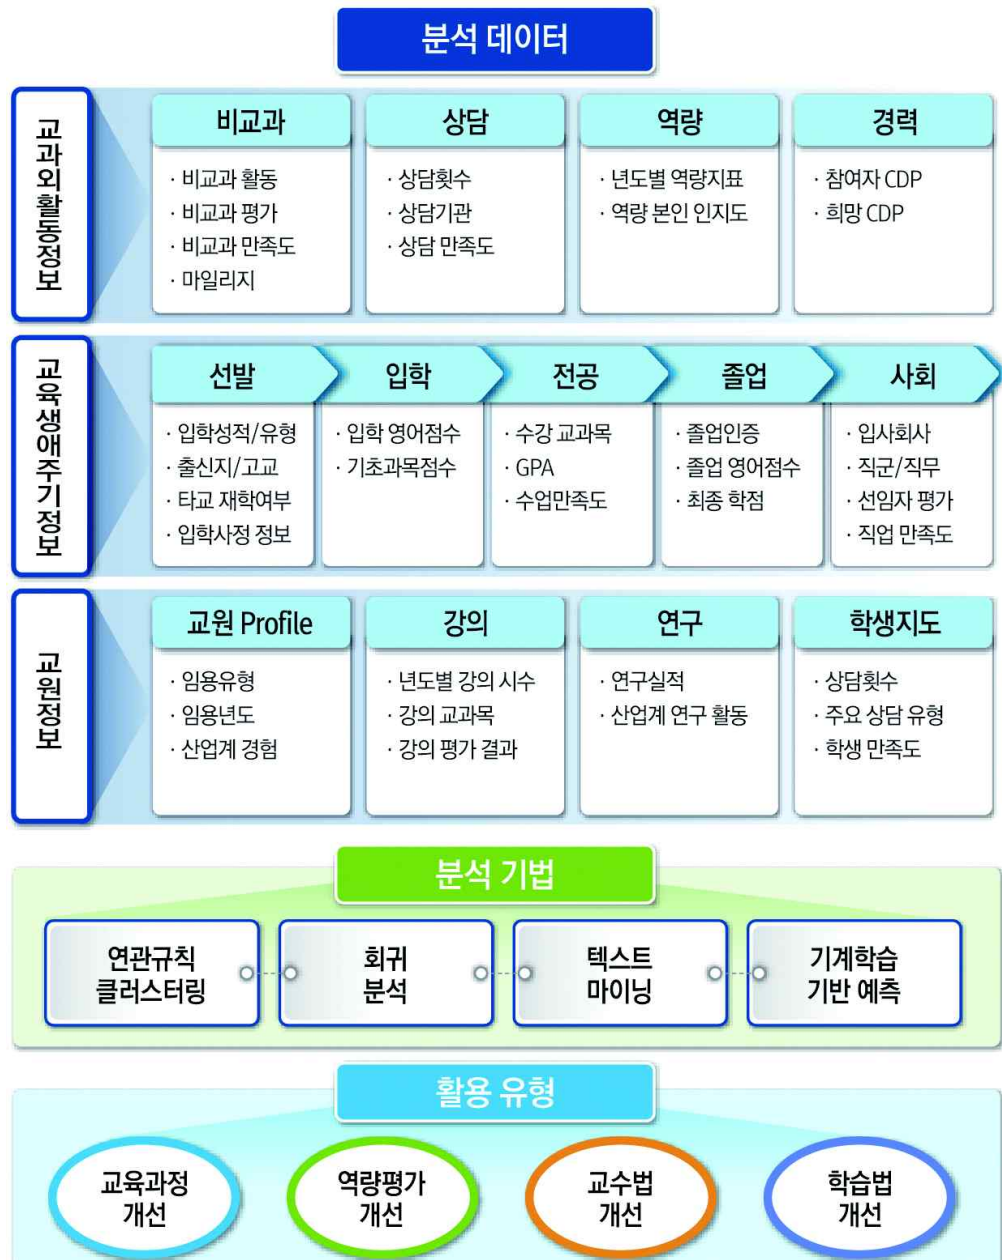 분석 데이터
교과외활동정보
비교과
· 비교과 활동
· 비교과 평가
· 비교과 만족도
· 마일리지
상담
· 상담횟수
· 상담기관
· 상담 만족도
역량
· 년도별 역량지표
· 역량 본인 인지도
경력
· 참여자 CDP
· 희망 CDP
교육생애주기정보
선발
· 입학성적/유형
· 출신지/고교
· 타교 재학여부
· 입학사정 정보
입학
· 입학 영어점수
· 기초과목점수
전공
· 수강 교과목
· GPA
· 수업만족도
졸업
· 졸업인증
· 졸업 영어점수
· 최종 학점
사회
· 입사회사
· 직군/직무
· 선임자 평가
· 직업 만족도
교원정보
교원 Profile
· 임용유형
· 임용년도
· 산업계 경험
강의
· 년도별 강의 시수
· 강의 교과목
· 강의 평가 결과
연구
· 연구실적
· 산업계 연구 활동
학생지도
· 상담횟수
· 주요 상담 유형
· 학생 만족도
분석 기법
연관규칙
클러스터링
회귀
분석
텍스트
마이닝
기계학습
기반 예측
활용 유형
교육과정
개선
역량평가
개선
교수법
개선
학습법
개선